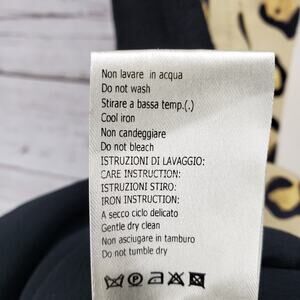 Non lavare in acqua
Do not wash
Stirare a bassa temp.(.)
Cool iron
Non candeggiare
Do not bleach
ISTRUZIONI DI LAVAGGIO:
CARE INSTRUCTION:
ISTRUZIONI STIRO:
IRON INSTRUCTION:
A secco ciclo delicato
Gentle dry clean
Non asciugare in tamburo
Do not tumble dry